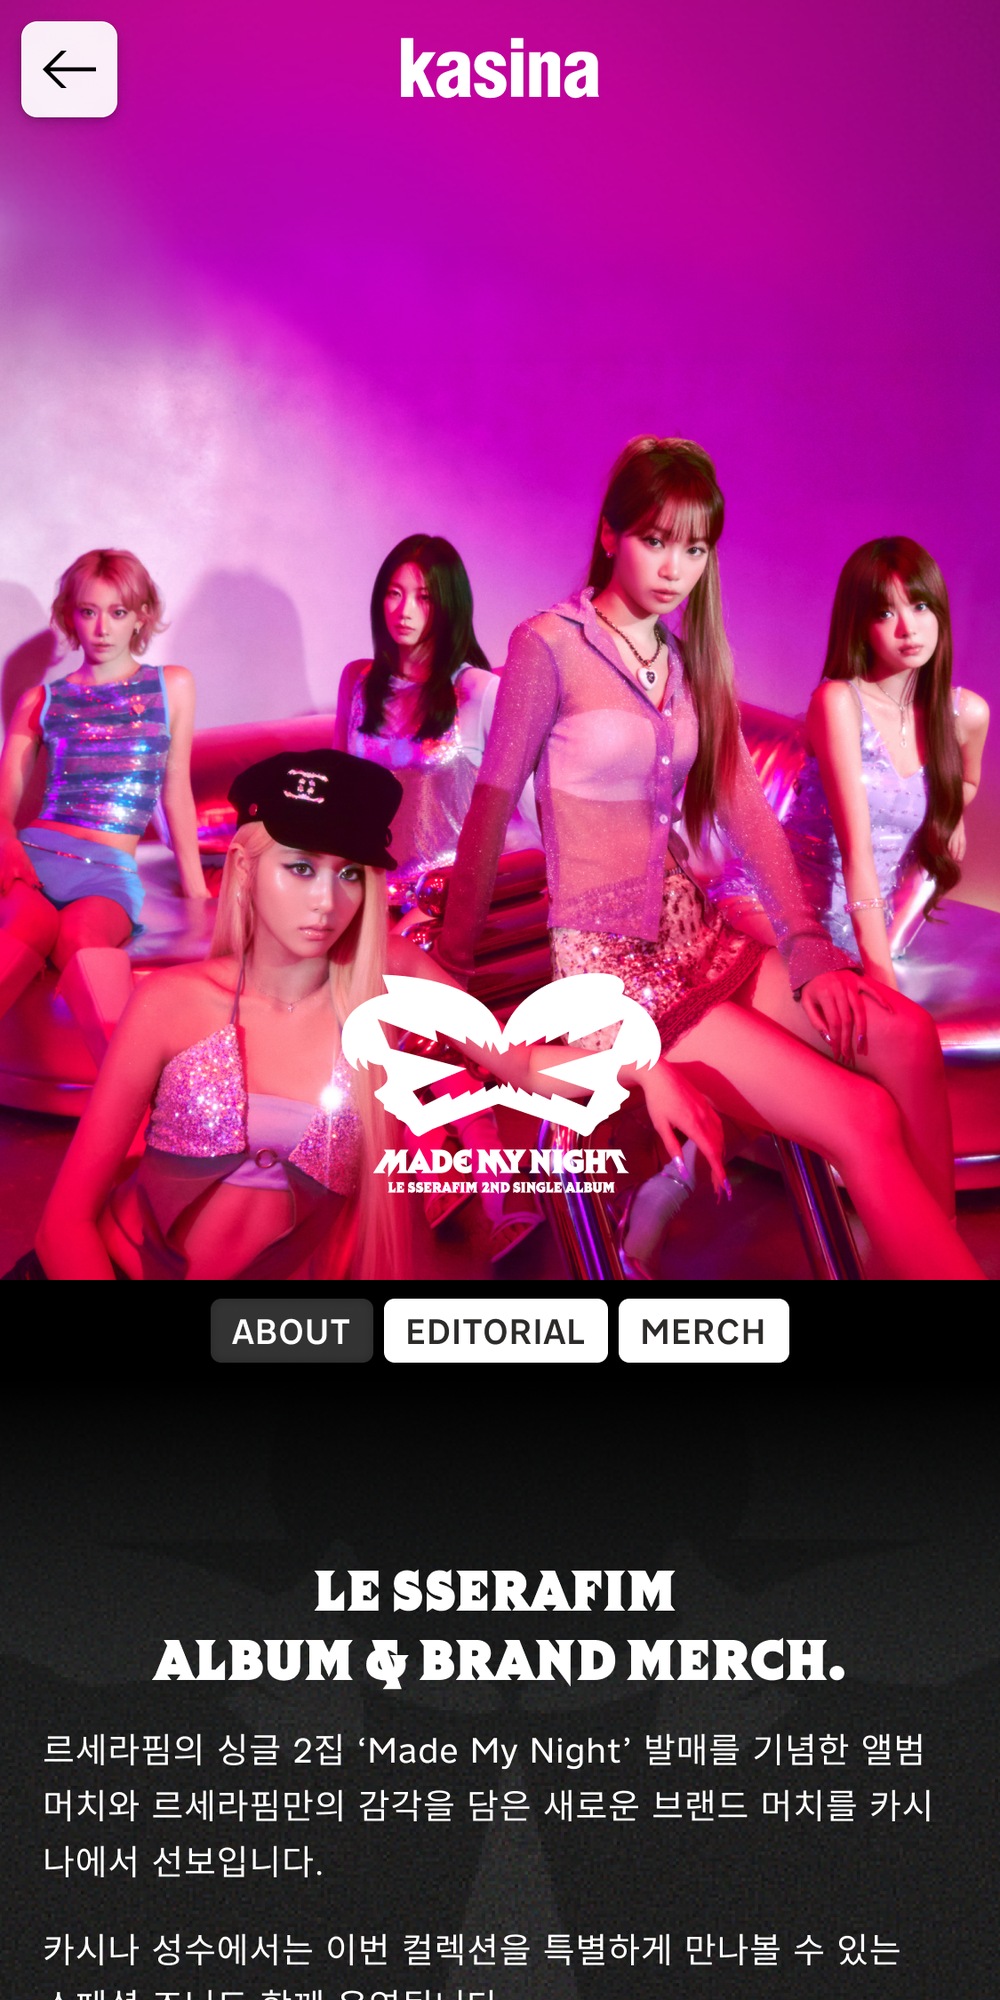 kasina
MADE MY NIGHT
LE SSERAFIM 2ND SINGLE ALBUM
ABOUT
EDITORIAL
MERCH
LE SSERAFIM
ALBUM & BRAND MERCH.
르세라핌의 싱글 2집 ‘Made My Night’ 발매를 기념한 앨범
머치와 르세라핌만의 감각을 담은 새로운 브랜드 머치를 카시
나에서 선보입니다.
카시나 성수에서는 이번 컬렉션을 특별하게 만나볼 수 있는